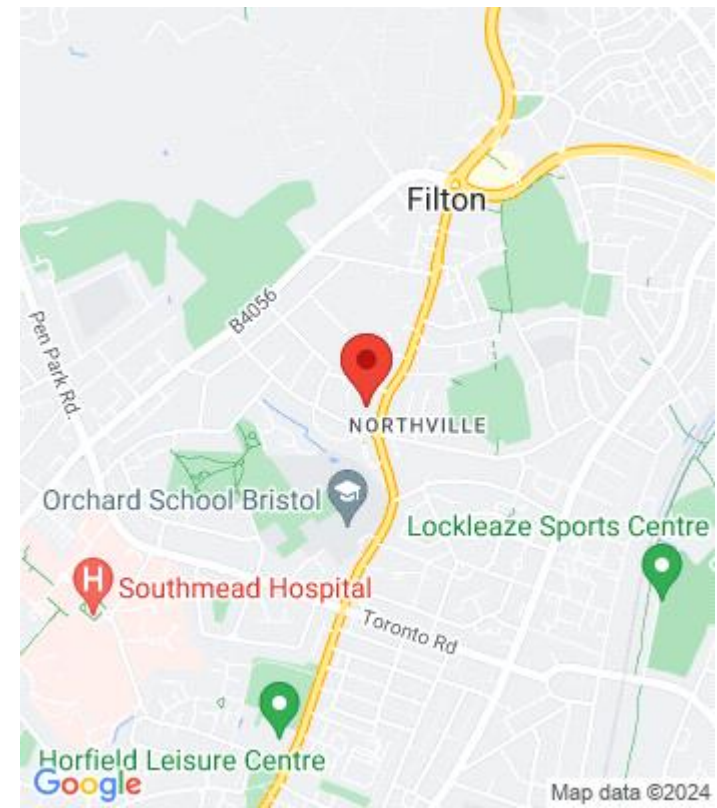 Filton
B4056
Pen Park Rd.
NORTHVILLE
Orchard School Bristol
Lockleaze Sports Centre
H
Southmead Hospital
Toronto Rd
Horfield Leisure Centre
Google
Map data ©2024